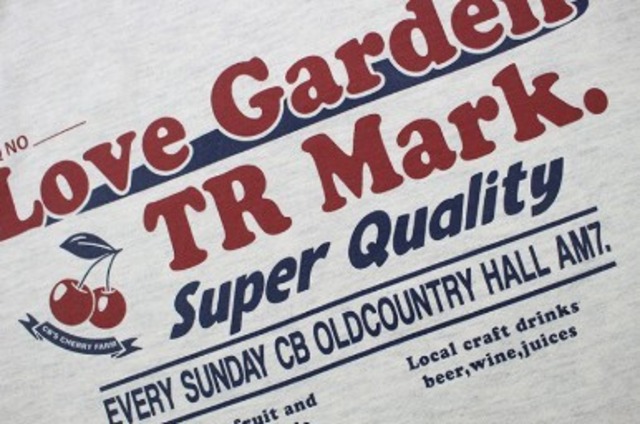 NO
Love Garden
TR Mark.
Super Quality
CB'S CHERRY FARM
EVERY SUNDAY CB OLDCOUNTRY HALL AM7.
Local craft drinks
beer,wine,juices
fruit and